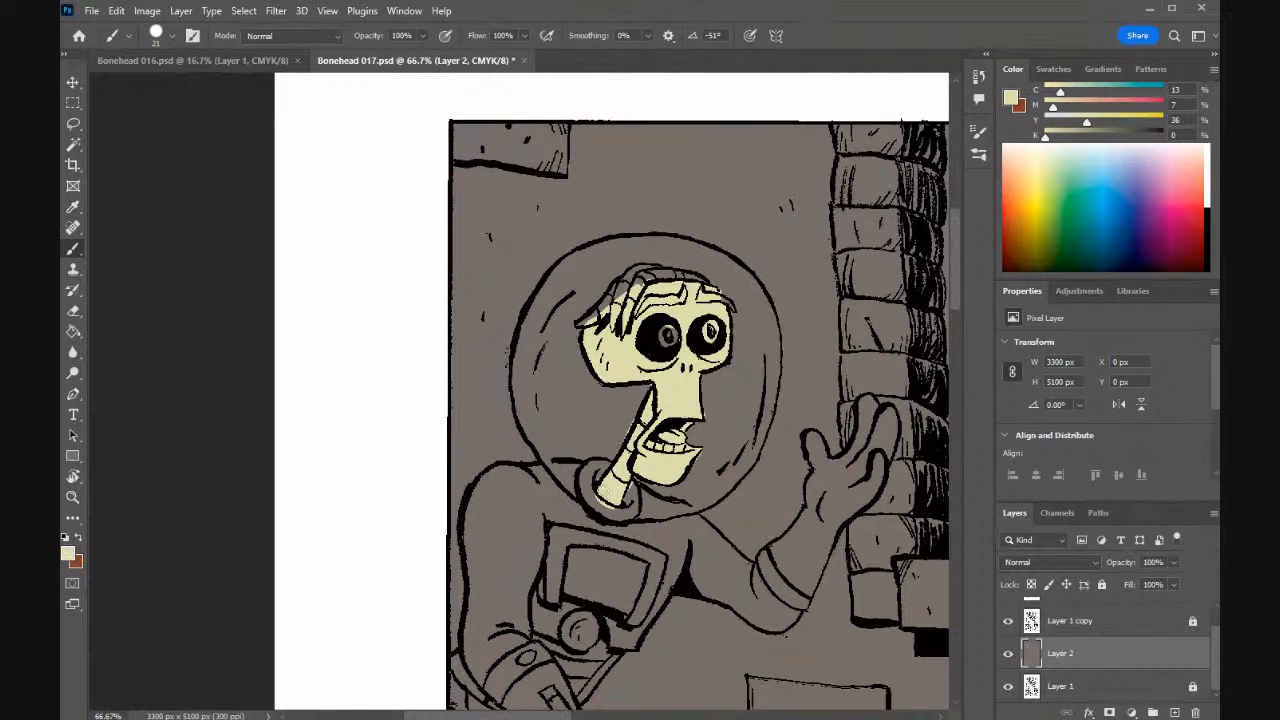 Ps File Edit Image Layer Type Select Filter 3D View Plugins Window Help
21 Mode: Normal Opacity: 100% Flow: 100% Smoothing: 0% -51° Share
Bonehead 016.psd @ 16.7% (Layer 1, CMYK/8) × Bonehead 017.psd @ 66.7% (Layer 2, CMYK/8) * ×
Color Swatches Gradients Patterns
C 13 %
M 7 %
Y 36 %
K 0 %
Properties Adjustments Libraries
Pixel Layer
Transform
W 3300 px X 0 px
H 5100 px Y 0 px
0.00°
Align and Distribute
Align:
Layers Channels Paths
Kind
Normal Opacity: 100%
Lock: Fill: 100%
Layer 1 copy
Layer 2
Layer 1
66.67% 3300 px x 5100 px (300 ppi)